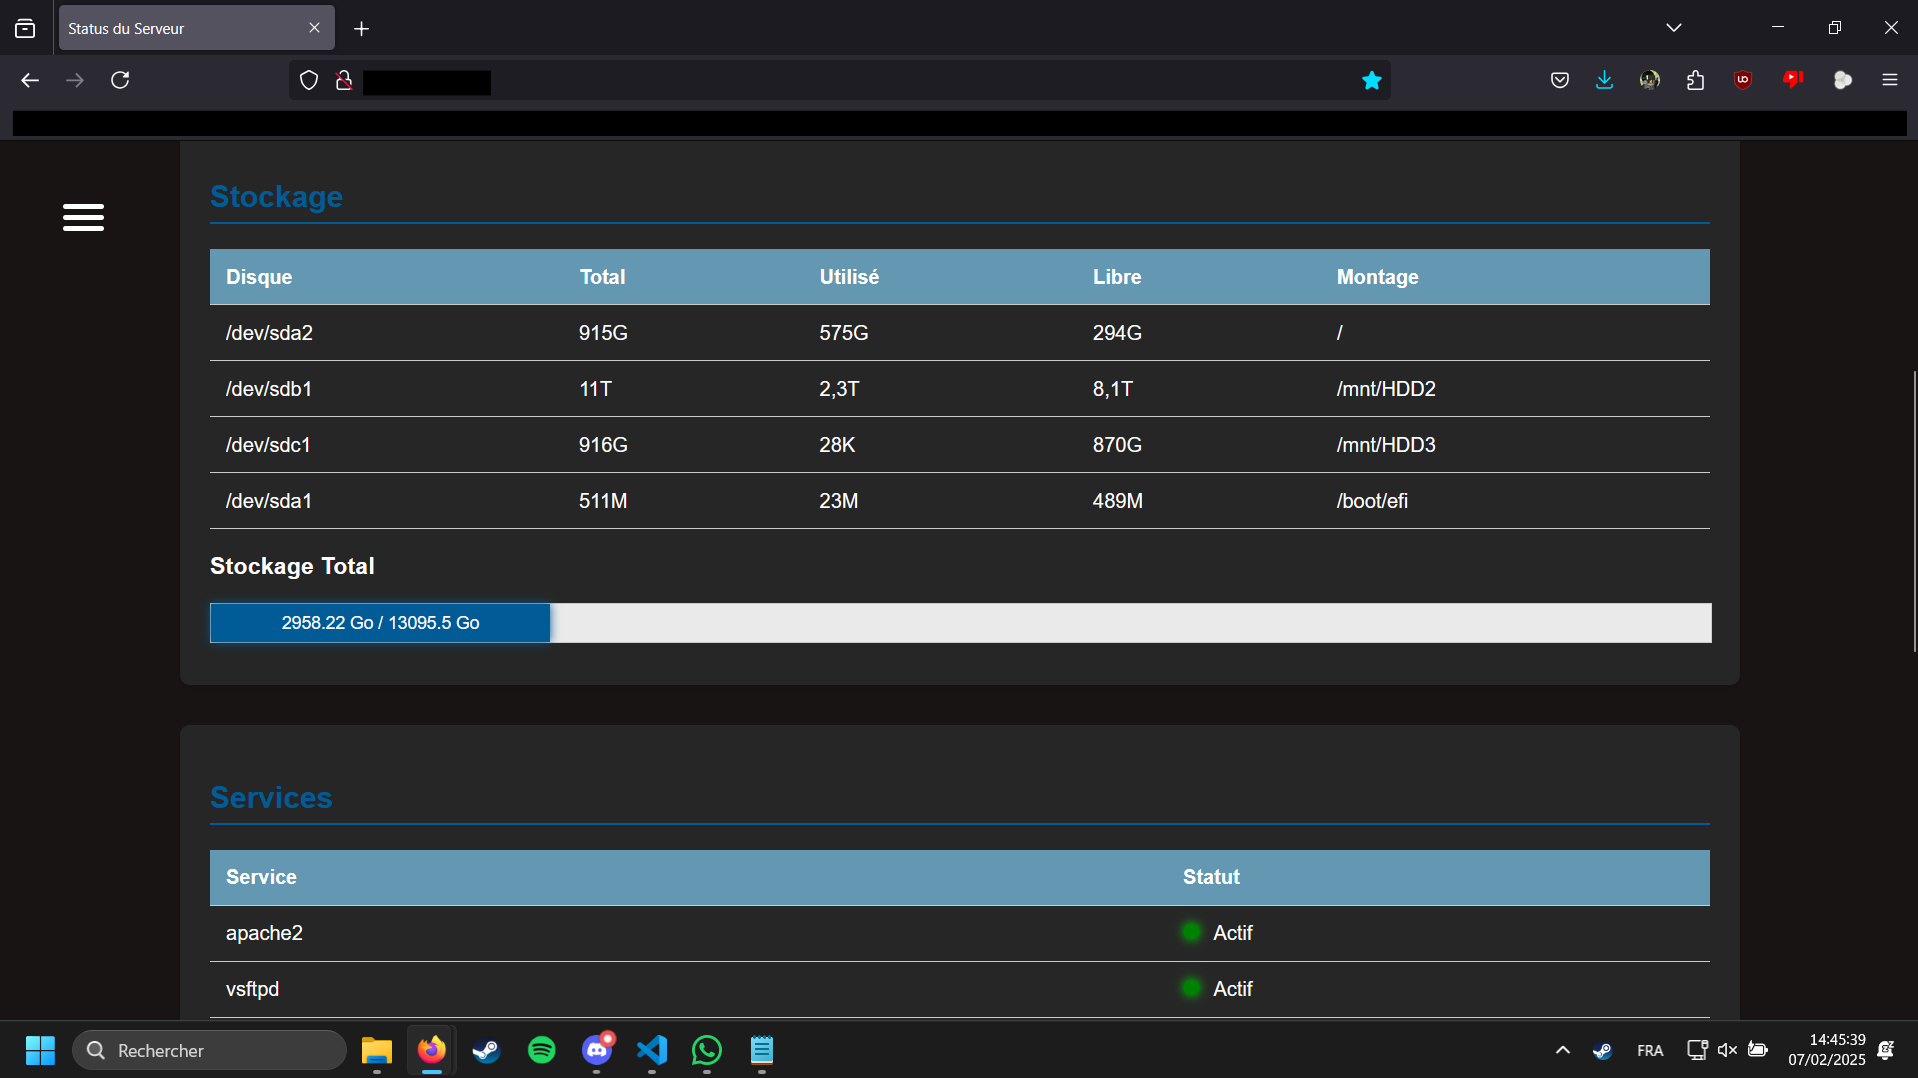 Status du Serveur
Stockage
Disque Total Utilisé Libre Montage
/dev/sda2 915G 575G 294G /
/dev/sdb1 11T 2,3T 8,1T /mnt/HDD2
/dev/sdc1 916G 28K 870G /mnt/HDD3
/dev/sda1 511M 23M 489M /boot/efi
Stockage Total
2958.22 Go / 13095.5 Go
Services
Service Statut
apache2 Actif
vsftpd Actif
Rechercher
FRA
14:45:39
07/02/2025